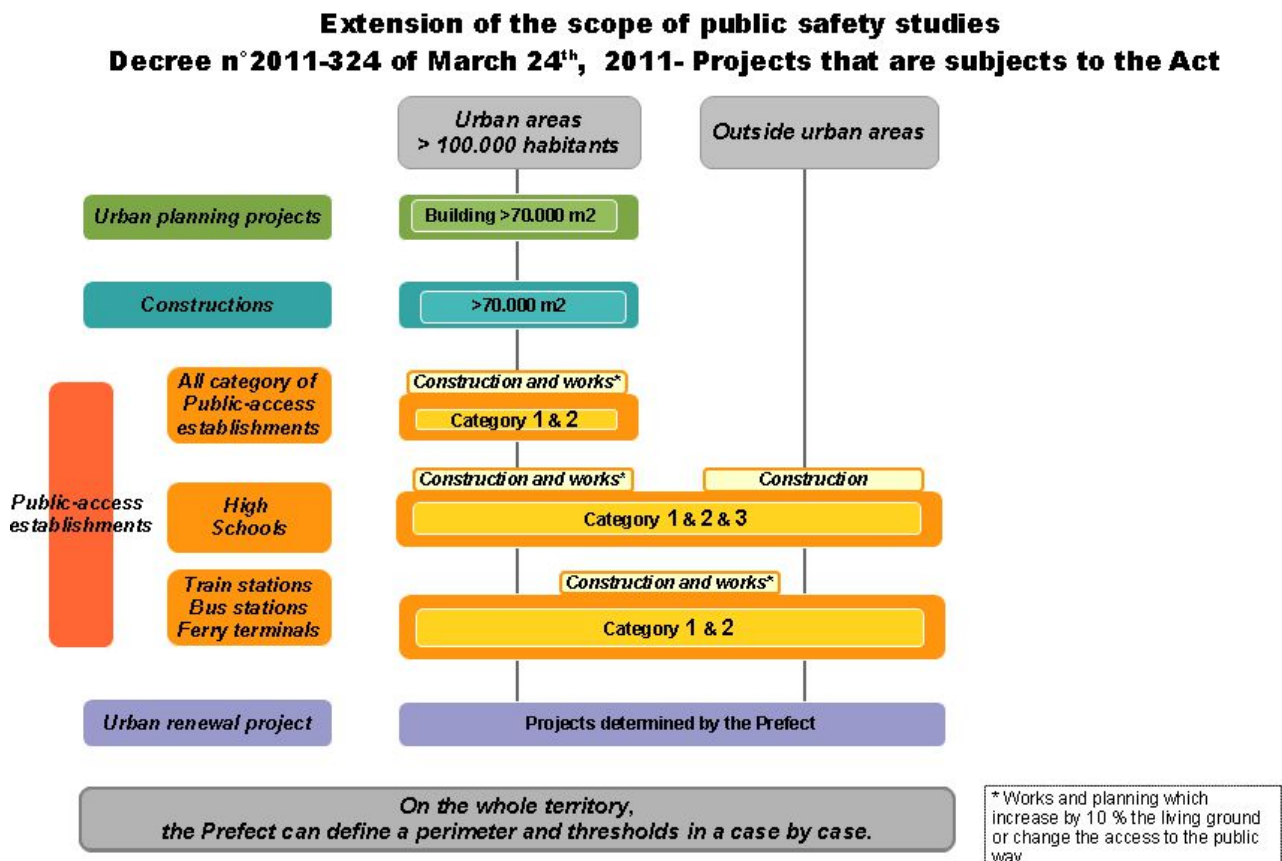 Extension of the scope of public safety studies
Decree n°2011-324 of March 24th, 2011- Projects that are subjects to the Act
Urban areas
> 100.000 habitants
Outside urban areas
Urban planning projects
Building >70.000 m2
Constructions
>70.000 m2
All category of
Public-access
establishments
Construction and works*
Category 1 & 2
Public-access
establishments
High
Schools
Construction and works*
Construction
Category 1 & 2 & 3
Train stations
Bus stations
Ferry terminals
Construction and works*
Category 1 & 2
Urban renewal project
Projects determined by the Prefect
On the whole territory,
the Prefect can define a perimeter and thresholds in a case by case.
* Works and planning which
increase by 10 % the living ground
or change the access to the public
way